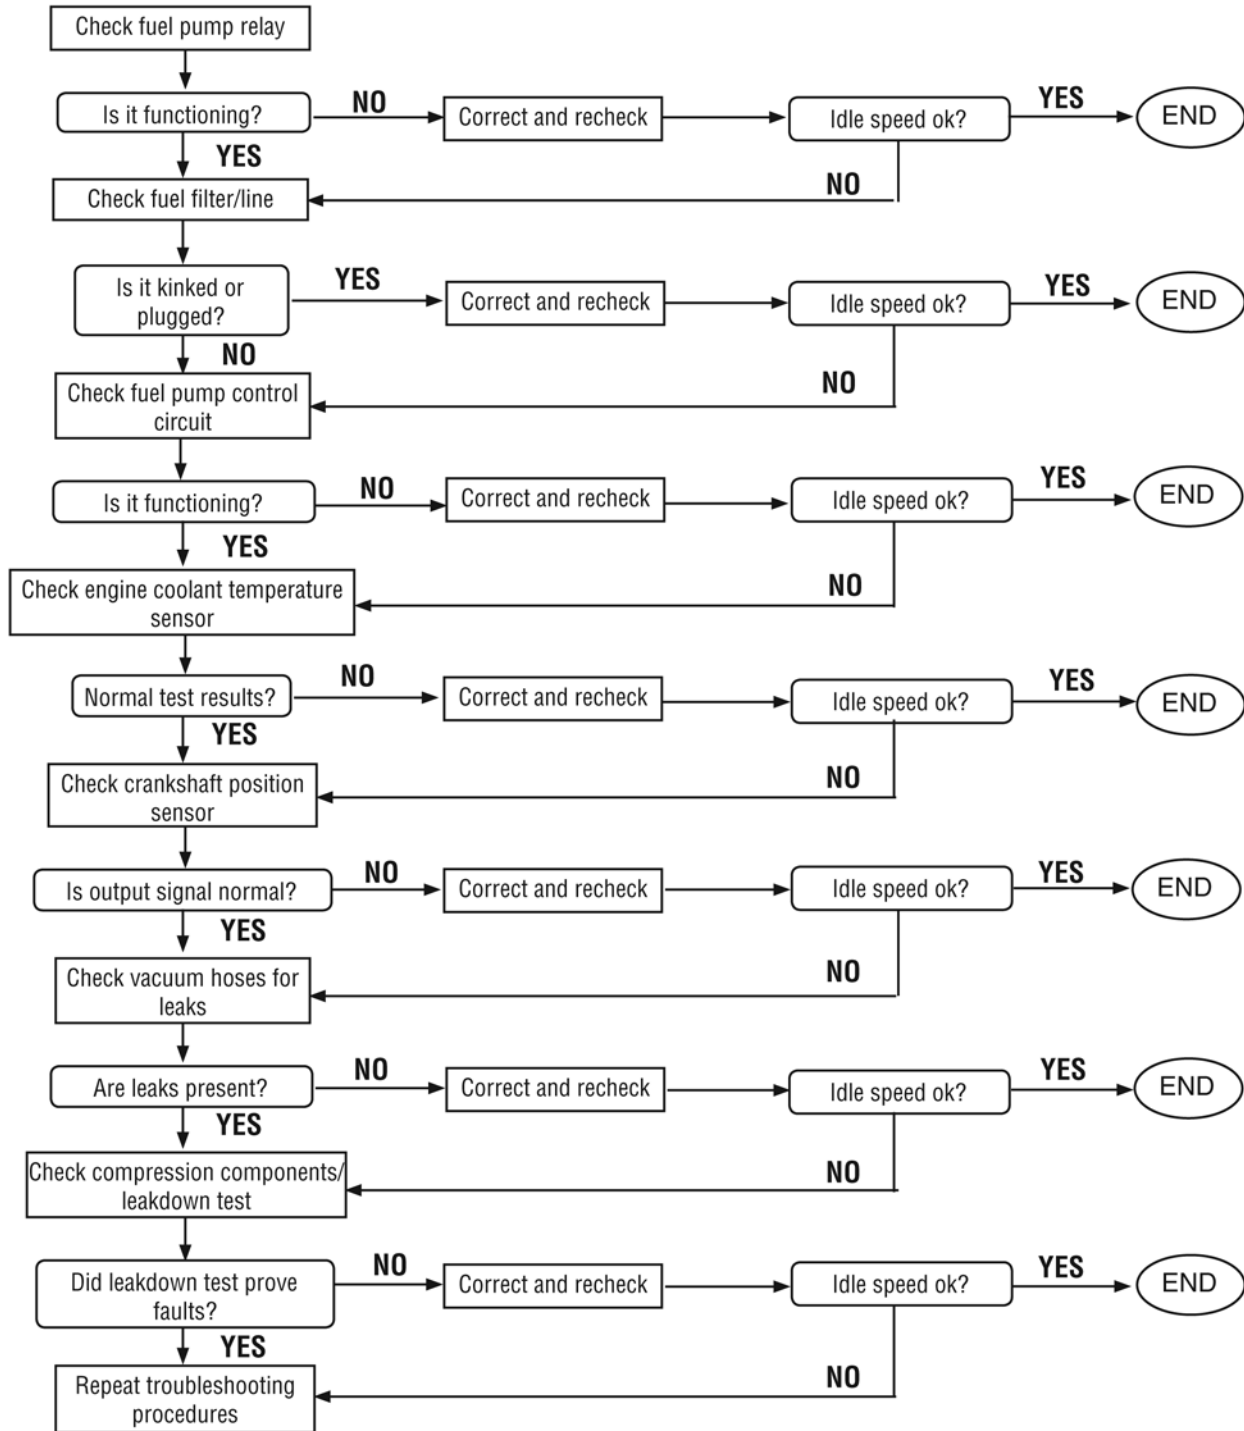 Check fuel pump relay
Is it functioning?
NO
Correct and recheck
Idle speed ok?
YES
END
YES
NO
Check fuel filter/line
Is it kinked or
plugged?
YES
Correct and recheck
Idle speed ok?
YES
END
NO
NO
Check fuel pump control
circuit
Is it functioning?
NO
Correct and recheck
Idle speed ok?
YES
END
YES
NO
Check engine coolant temperature
sensor
Normal test results?
NO
Correct and recheck
Idle speed ok?
YES
END
YES
NO
Check crankshaft position
sensor
Is output signal normal?
NO
Correct and recheck
Idle speed ok?
YES
END
YES
NO
Check vacuum hoses for
leaks
Are leaks present?
NO
Correct and recheck
Idle speed ok?
YES
END
YES
NO
Check compression components/
leakdown test
Did leakdown test prove
faults?
NO
Correct and recheck
Idle speed ok?
YES
END
YES
NO
Repeat troubleshooting
procedures